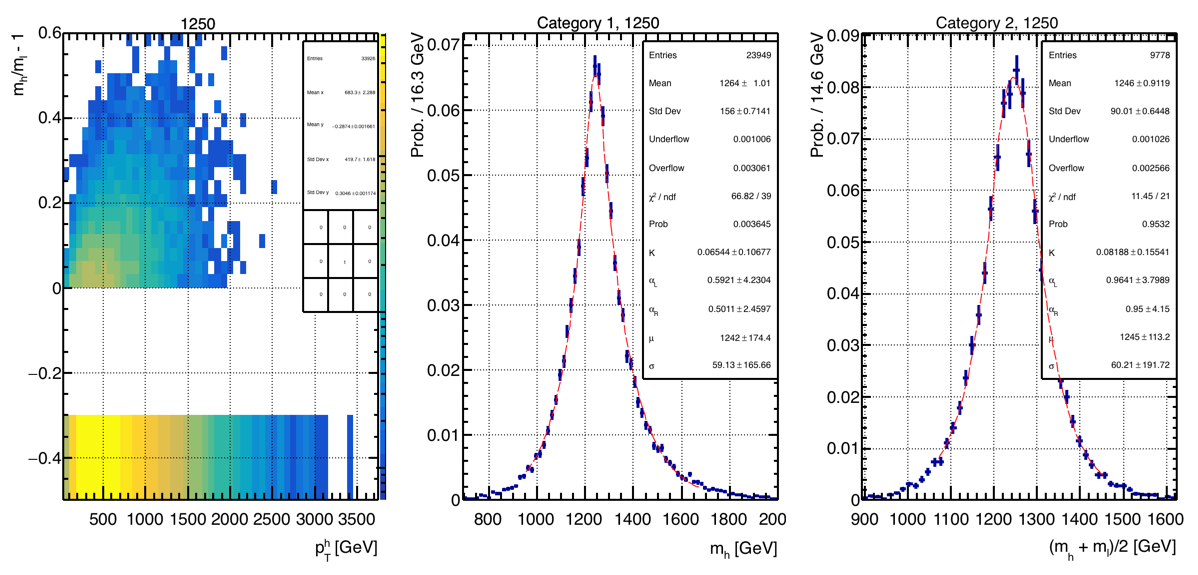 1250
m_h/m_l - 1
0.6
0.4
0.2
0
−0.2
−0.4
500 1000 1500 2000 2500 3000 3500
p_T^h [GeV]
Entries 33926
Mean x 683.3 ± 2.288
Mean y −0.2874 ± 0.001661
Std Dev x 419.7 ± 1.618
Std Dev y 0.3046 ± 0.001174
0 0 0
0 1 0
0 0 0
Category 1, 1250
Prob. / 16.3 GeV
0.07
0.06
0.05
0.04
0.03
0.02
0.01
0
800 1000 1200 1400 1600 1800 200
m_h [GeV]
Entries 23949
Mean 1264 ± 1.01
Std Dev 156 ± 0.7141
Underflow 0.001006
Overflow 0.003061
χ² / ndf 66.82 / 39
Prob 0.003645
K 0.06544 ± 0.10677
α_L 0.5921 ± 4.2304
α_R 0.5011 ± 2.4597
μ 1242 ± 174.4
σ 59.13 ± 165.66
Category 2, 1250
Prob. / 14.6 GeV
0.09
0.08
0.07
0.06
0.05
0.04
0.03
0.02
0.01
0
900 1000 1100 1200 1300 1400 1500 1600
(m_h + m_l)/2 [GeV]
Entries 9778
Mean 1246 ± 0.9119
Std Dev 90.01 ± 0.6448
Underflow 0.001026
Overflow 0.002566
χ² / ndf 11.45 / 21
Prob 0.9532
K 0.08188 ± 0.15541
α_L 0.9641 ± 3.7989
α_R 0.95 ± 4.15
μ 1245 ± 113.2
σ 60.21 ± 191.72